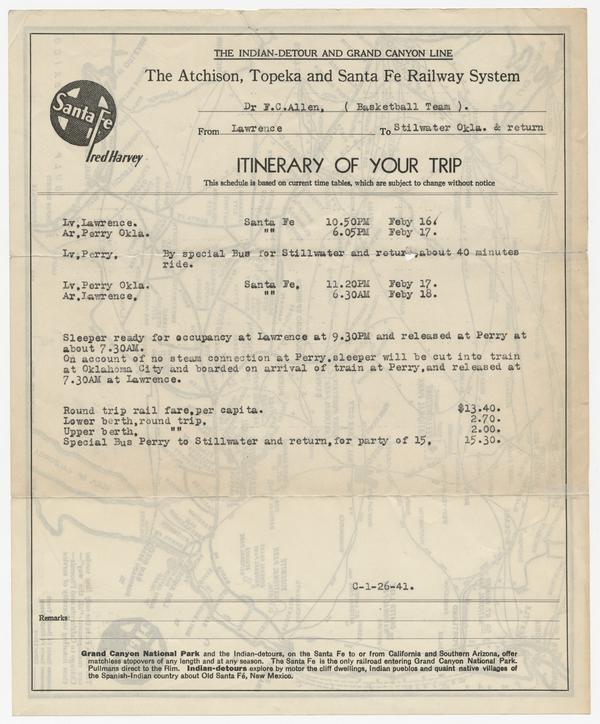 THE INDIAN-DETOUR AND GRAND CANYON LINE
The Atchison, Topeka and Santa Fe Railway System
Santa Fe
Fred Harvey
Dr F.C.Allen, ( Basketball Team ).
From Lawrence To Stilwater Okla. & return
ITINERARY OF YOUR TRIP
This schedule is based on current time tables, which are subject to change without notice
Lv.Lawrence. Santa Fe 10.50PM Feby 16.
Ar.Perry Okla. "" 6.05PM Feby 17.
Lv.Perry. By special Bus for Stillwater and return,about 40 minutes
ride.
Lv.Perry Okla. Santa Fe. 11.20PM Feby 17.
Ar.Lawrence. "" 6.30AM Feby 18.
Sleeper ready for occupancy at Lawrence at 9.30PM and released at Perry at
about 7.30AM.
On account of no steam connection at Perry,sleeper will be cut into train
at Oklahoma City and boarded on arrival of train at Perry,and released at
7.30AM at Lawrence.
Round trip rail fare,per capita. $13.40.
Lower berth,round trip. 2.70.
Upper berth. "" 2.00.
Special Bus Perry to Stillwater and return,for party of 15. 15.30.
C-1-26-41.
Remarks:
Grand Canyon National Park and the Indian-detours, on the Santa Fe to or from California and Southern Arizona, offer
matchless stopovers of any length and at any season. The Santa Fe is the only railroad entering Grand Canyon National Park.
Pullmans direct to the Rim. Indian-detours explore by motor the cliff dwellings, Indian pueblos and quaint native villages of
the Spanish-Indian country about Old Santa Fé, New Mexico.